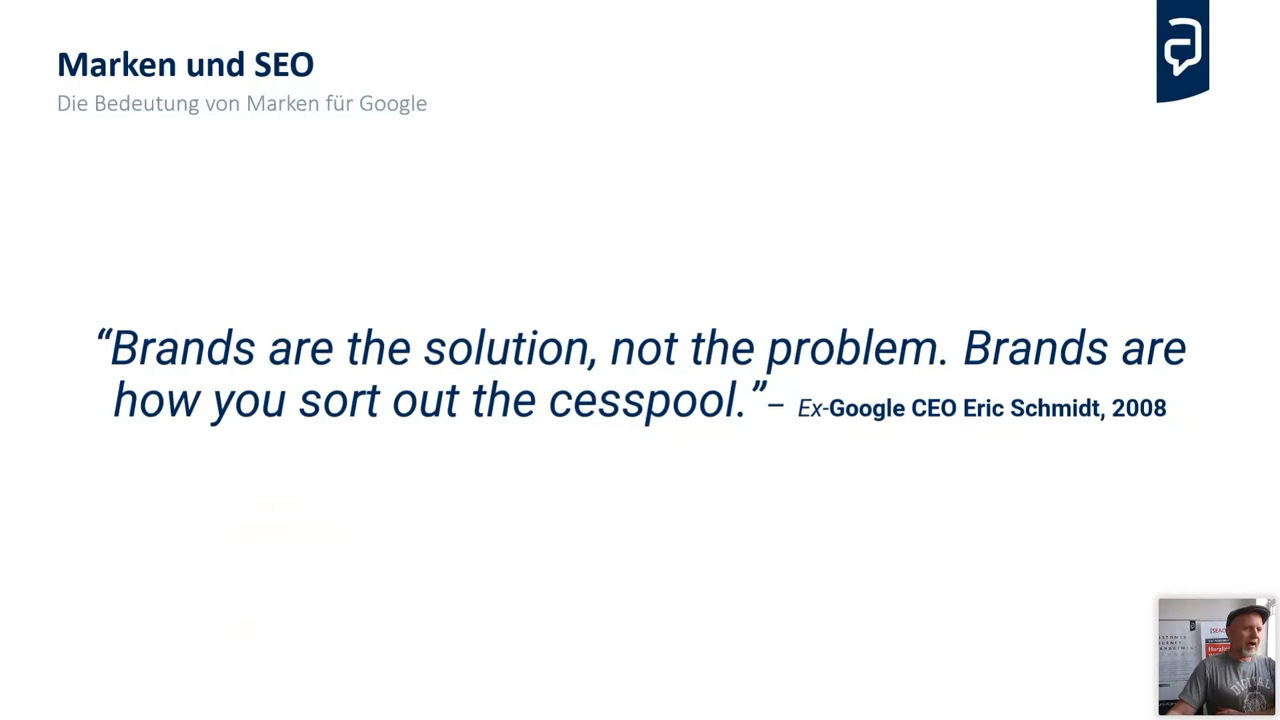 Marken und SEO
Die Bedeutung von Marken für Google
“Brands are the solution, not the problem. Brands are
how you sort out the cesspool.”– Ex-Google CEO Eric Schmidt, 2008
DIGITAL